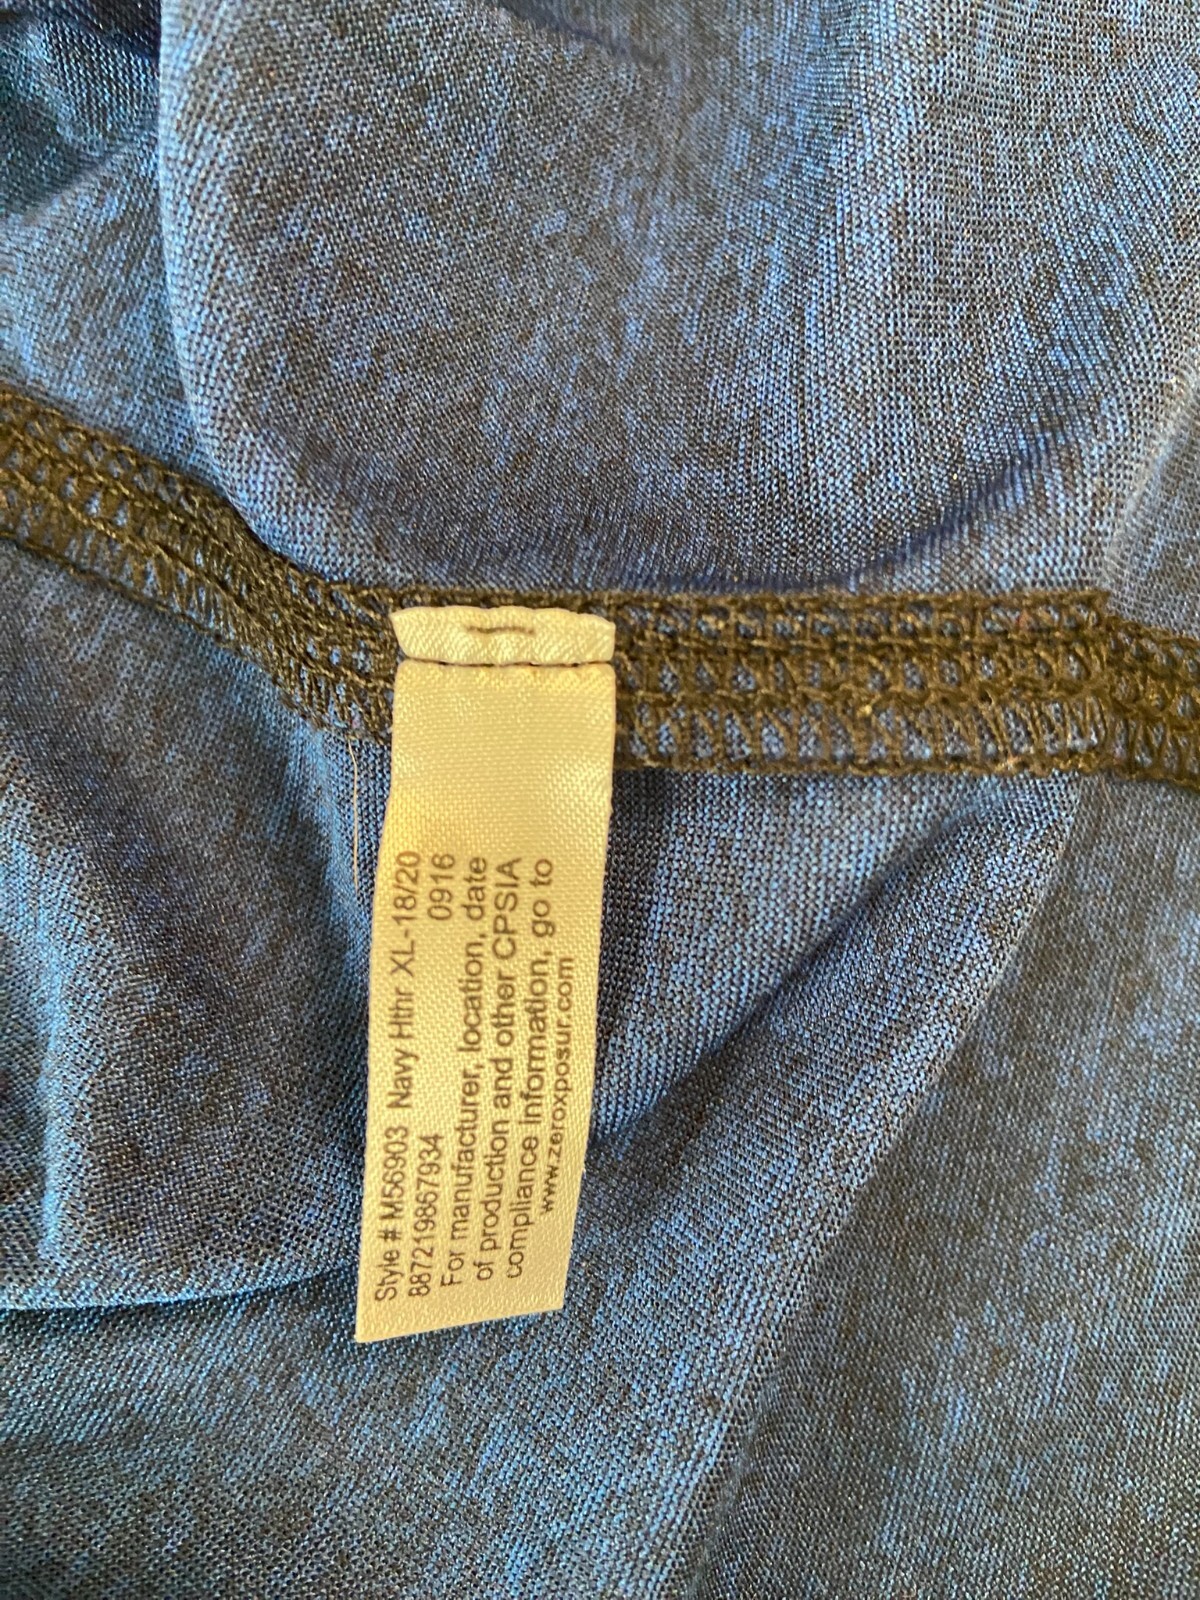 Style # M56903 Navy Hthr XL-18/20
887219867934 0916
For manufacturer, location, date
of production and other CPSIA
compliance information, go to
www.zeroxposur.com